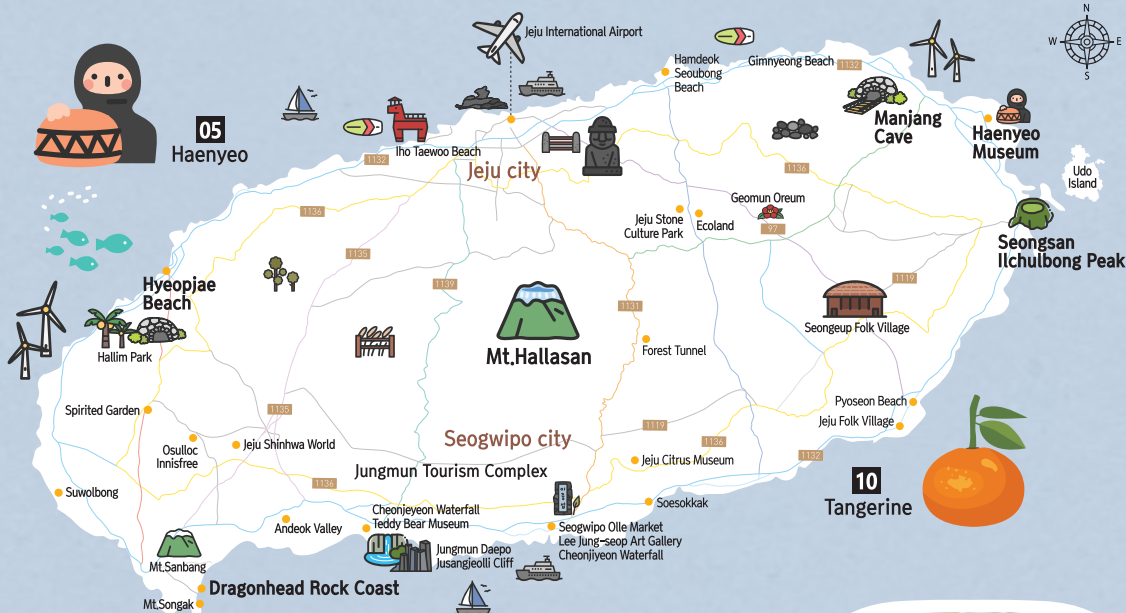 N
W
E
S
Jeju International Airport
Hamdeok
Seoubong
Beach
Gimnyeong Beach
1132
Manjang
Cave
Haenyeo
Museum
Udo
Island
05
Haenyeo
Iho Taewoo Beach
1132
Jeju city
1136
1136
Geomun Oreum
Jeju Stone
Culture Park
Ecoland
97
Seongsan
Ilchulbong Peak
1135
1139
1131
1119
Hyeopjae
Beach
Hallim Park
Mt.Hallasan
Seongeup Folk Village
Forest Tunnel
Spirited Garden
1135
Pyoseon Beach
Jeju Folk Village
Osulloc
Innisfree
Jeju Shinhwa World
Seogwipo city
1119
1136
1132
Jungmun Tourism Complex
Jeju Citrus Museum
1136
10
Tangerine
Suwolbong
Andeok Valley
Cheonjeyeon Waterfall
Teddy Bear Museum
Soesokkak
Seogwipo Olle Market
Lee Jung-seop Art Gallery
Cheonjiyeon Waterfall
Jungmun Daepo
Jusangjeolli Cliff
Mt.Sanbang
Dragonhead Rock Coast
Mt.Songak